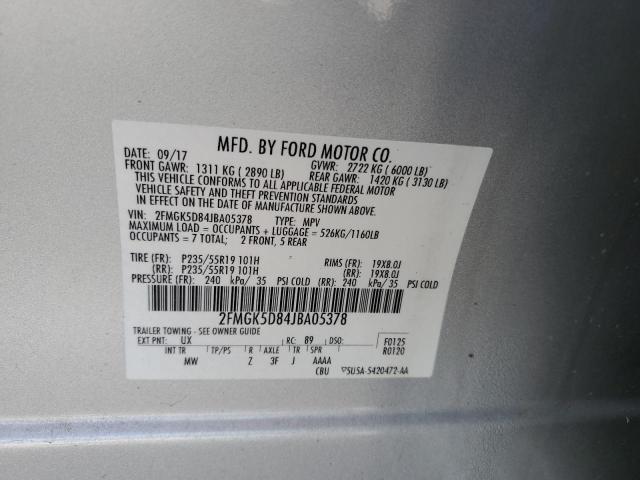 MFD. BY FORD MOTOR CO.
DATE: 09/17 GVWR: 2722 KG ( 6000 LB)
FRONT GAWR: 1311 KG ( 2890 LB) REAR GAWR: 1420 KG ( 3130 LB)
THIS VEHICLE CONFORMS TO ALL APPLICABLE FEDERAL MOTOR
VEHICLE SAFETY AND THEFT PREVENTION STANDARDS
IN EFFECT ON THE DATE OF MANUFACTURE SHOWN ABOVE.
VIN: 2FMGK5D84JBA05378 TYPE: MPV
MAXIMUM LOAD = OCCUPANTS + LUGGAGE = 526KG/1160LB
OCCUPANTS = 7 TOTAL; 2 FRONT, 5 REAR
TIRE (FR): P235/55R19 101H RIMS (FR): 19X8.0J
(RR): P235/55R19 101H (RR): 19X8.0J
PRESSURE (FR): 240 kPa/ 35 PSI COLD (RR): 240 kPa/ 35 PSI COLD
2FMGK5D84JBA05378
TRAILER TOWING - SEE OWNER GUIDE
EXT PNT: UX RC: 89 DSO: F0125
R0120
INT TR TP/PS R AXLE TR SPR
MW Z 3F J AAAA
CBU SU5A-5420472-AA